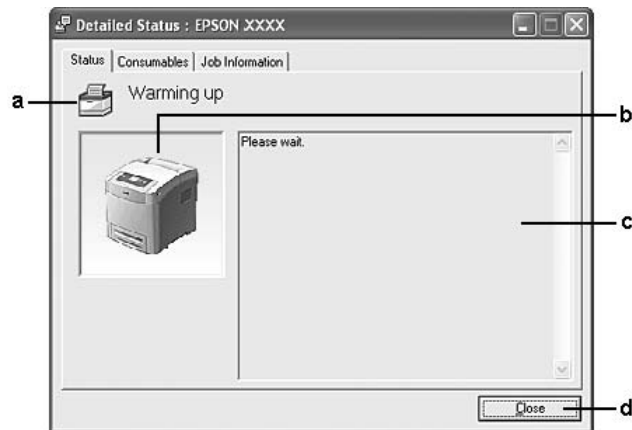 Detailed Status : EPSON XXXX
Status Consumables Job Information
a
Warming up
b
Please wait.
c
Close
d